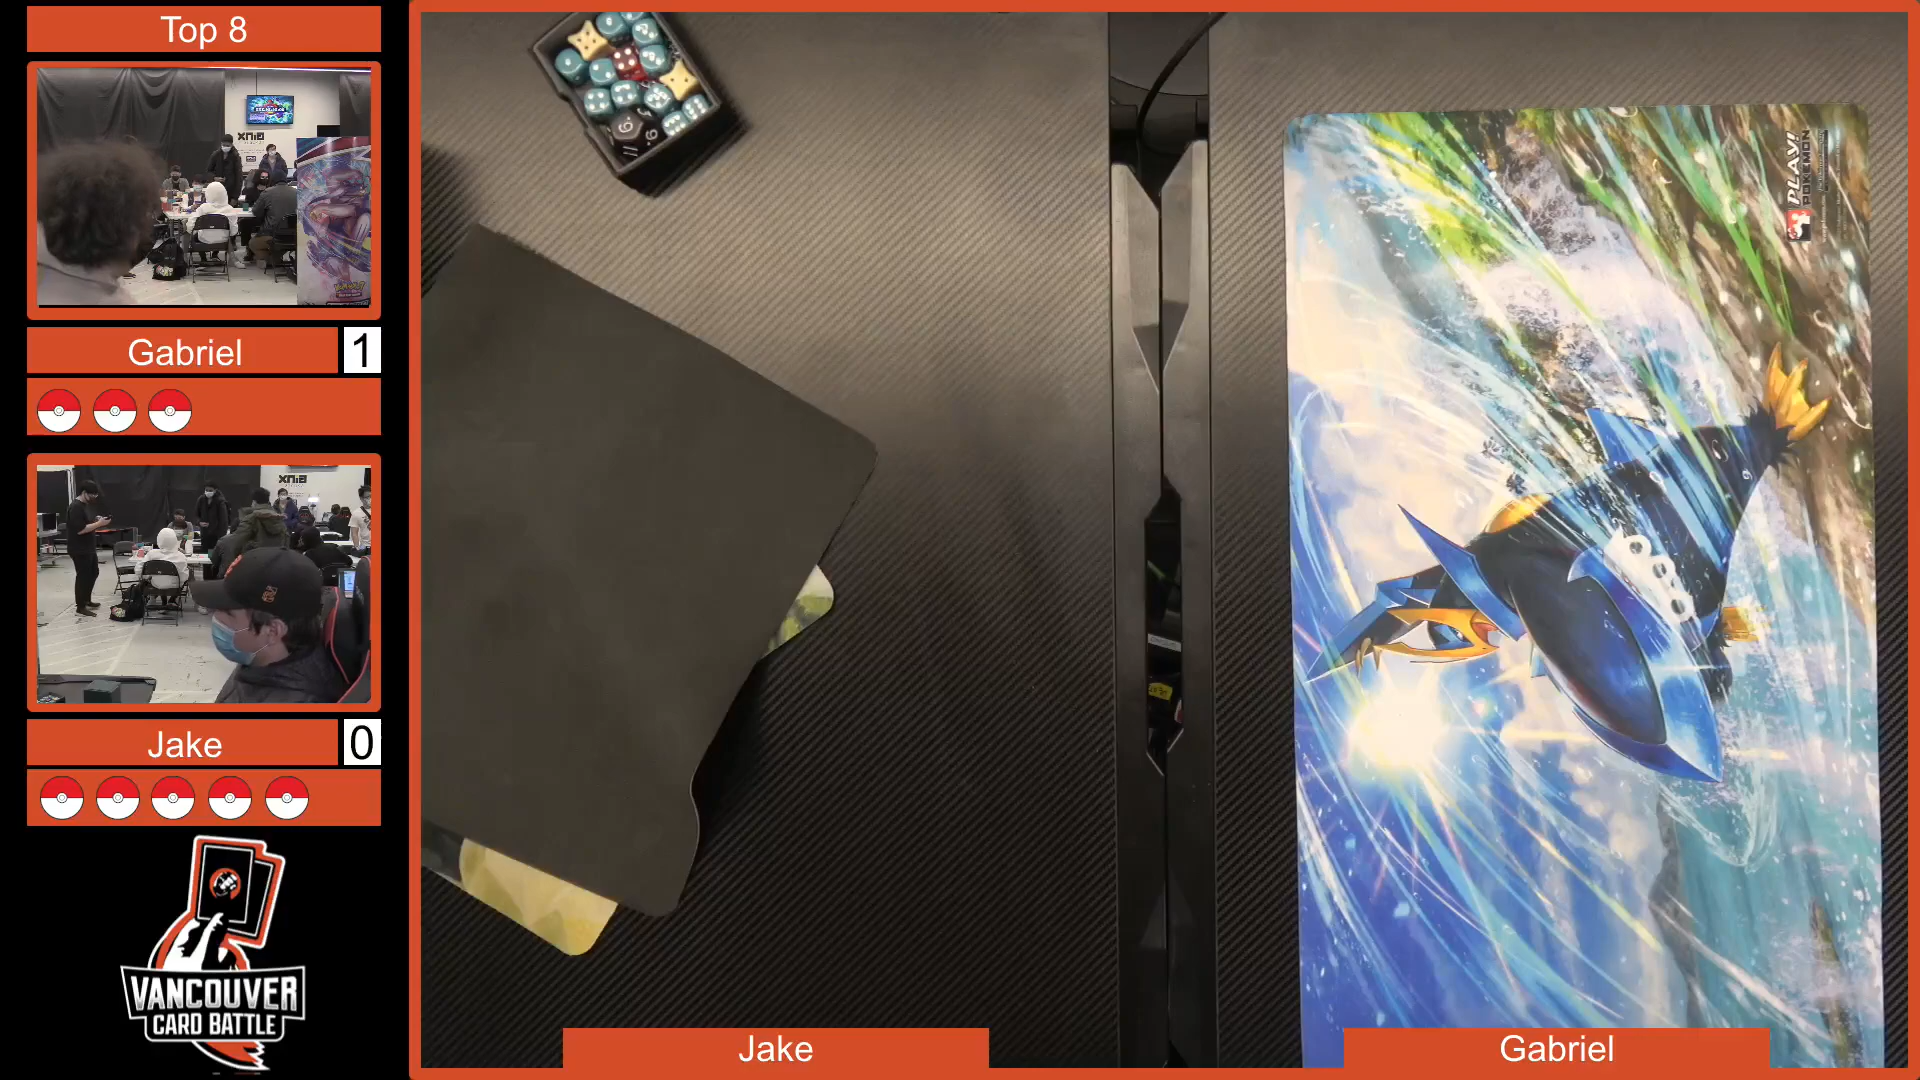 Top 8
Gabriel 1
Jake 0
VANCOUVER
CARD BATTLE
PLAY!
POKÉMON
Jake
Gabriel